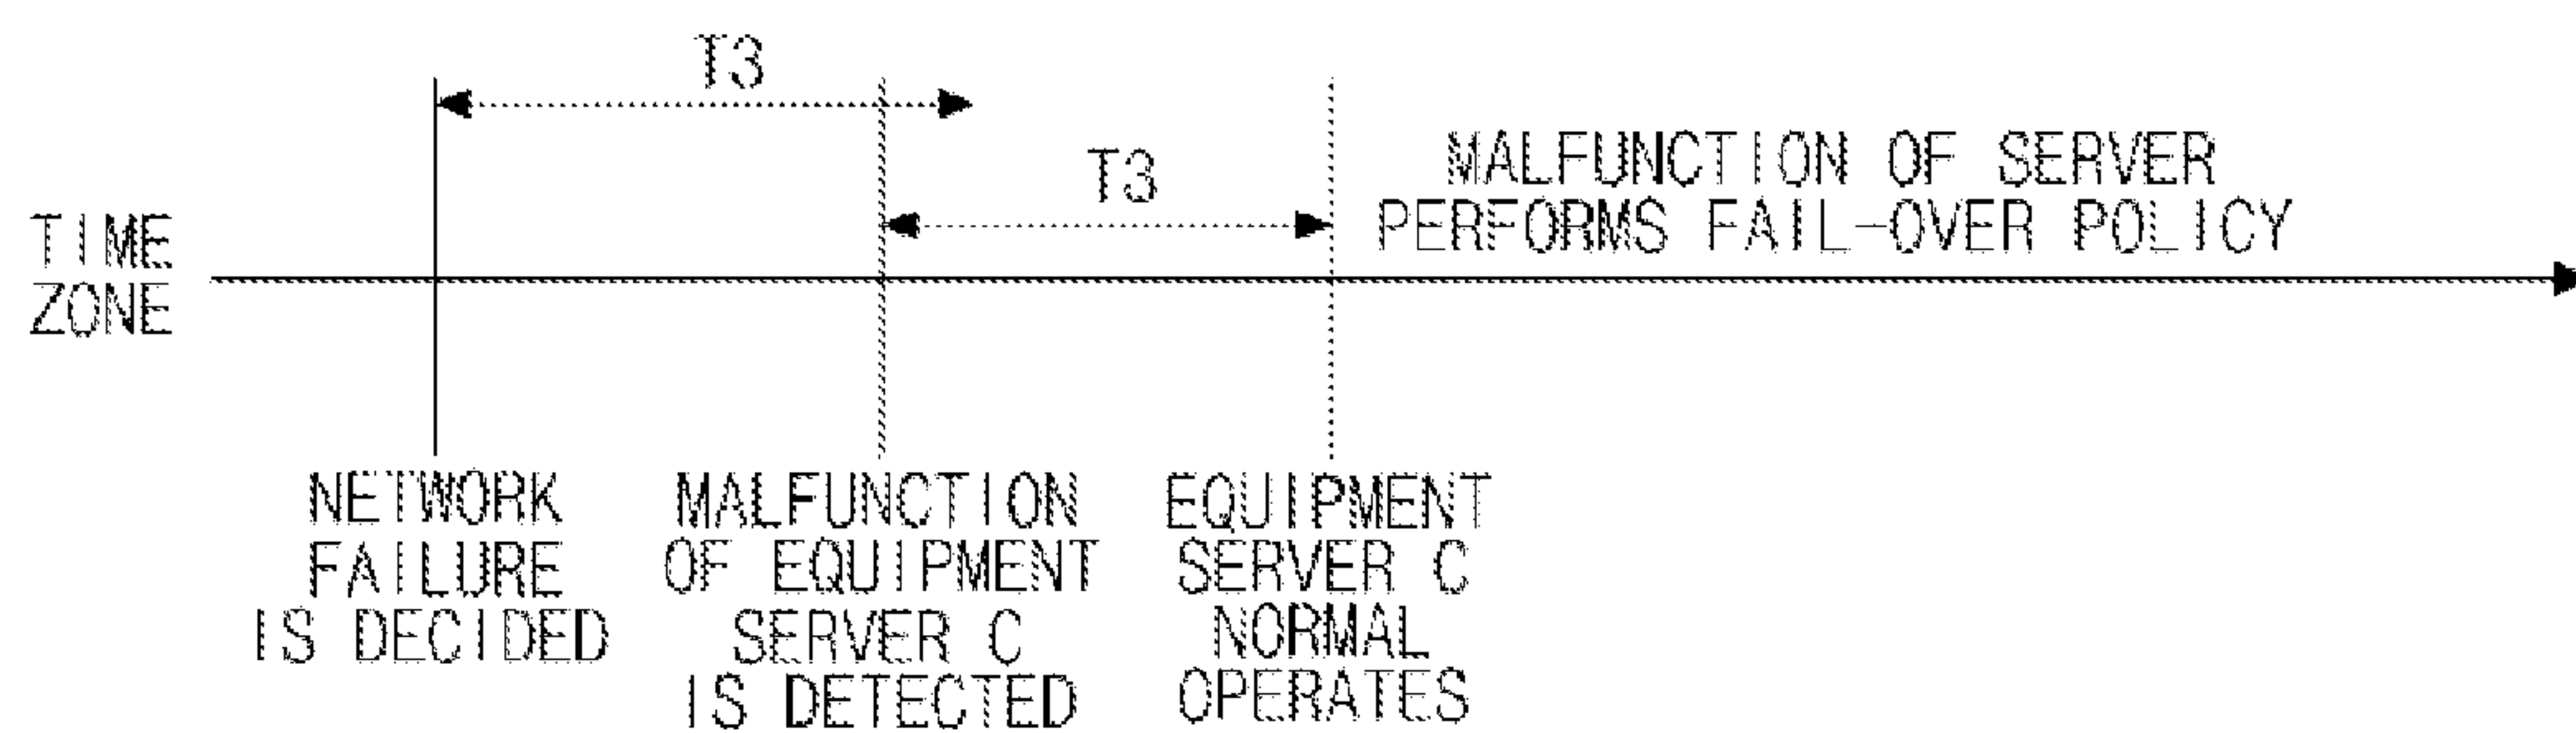 T3
T3
MALFUNCTION OF SERVER
PERFORMS FAIL-OVER POLICY
TIME
ZONE
NETWORK
FAILURE
IS DECIDED
MALFUNCTION
OF EQUIPMENT
SERVER C
IS DETECTED
EQUIPMENT
SERVER C
NORMAL
OPERATES